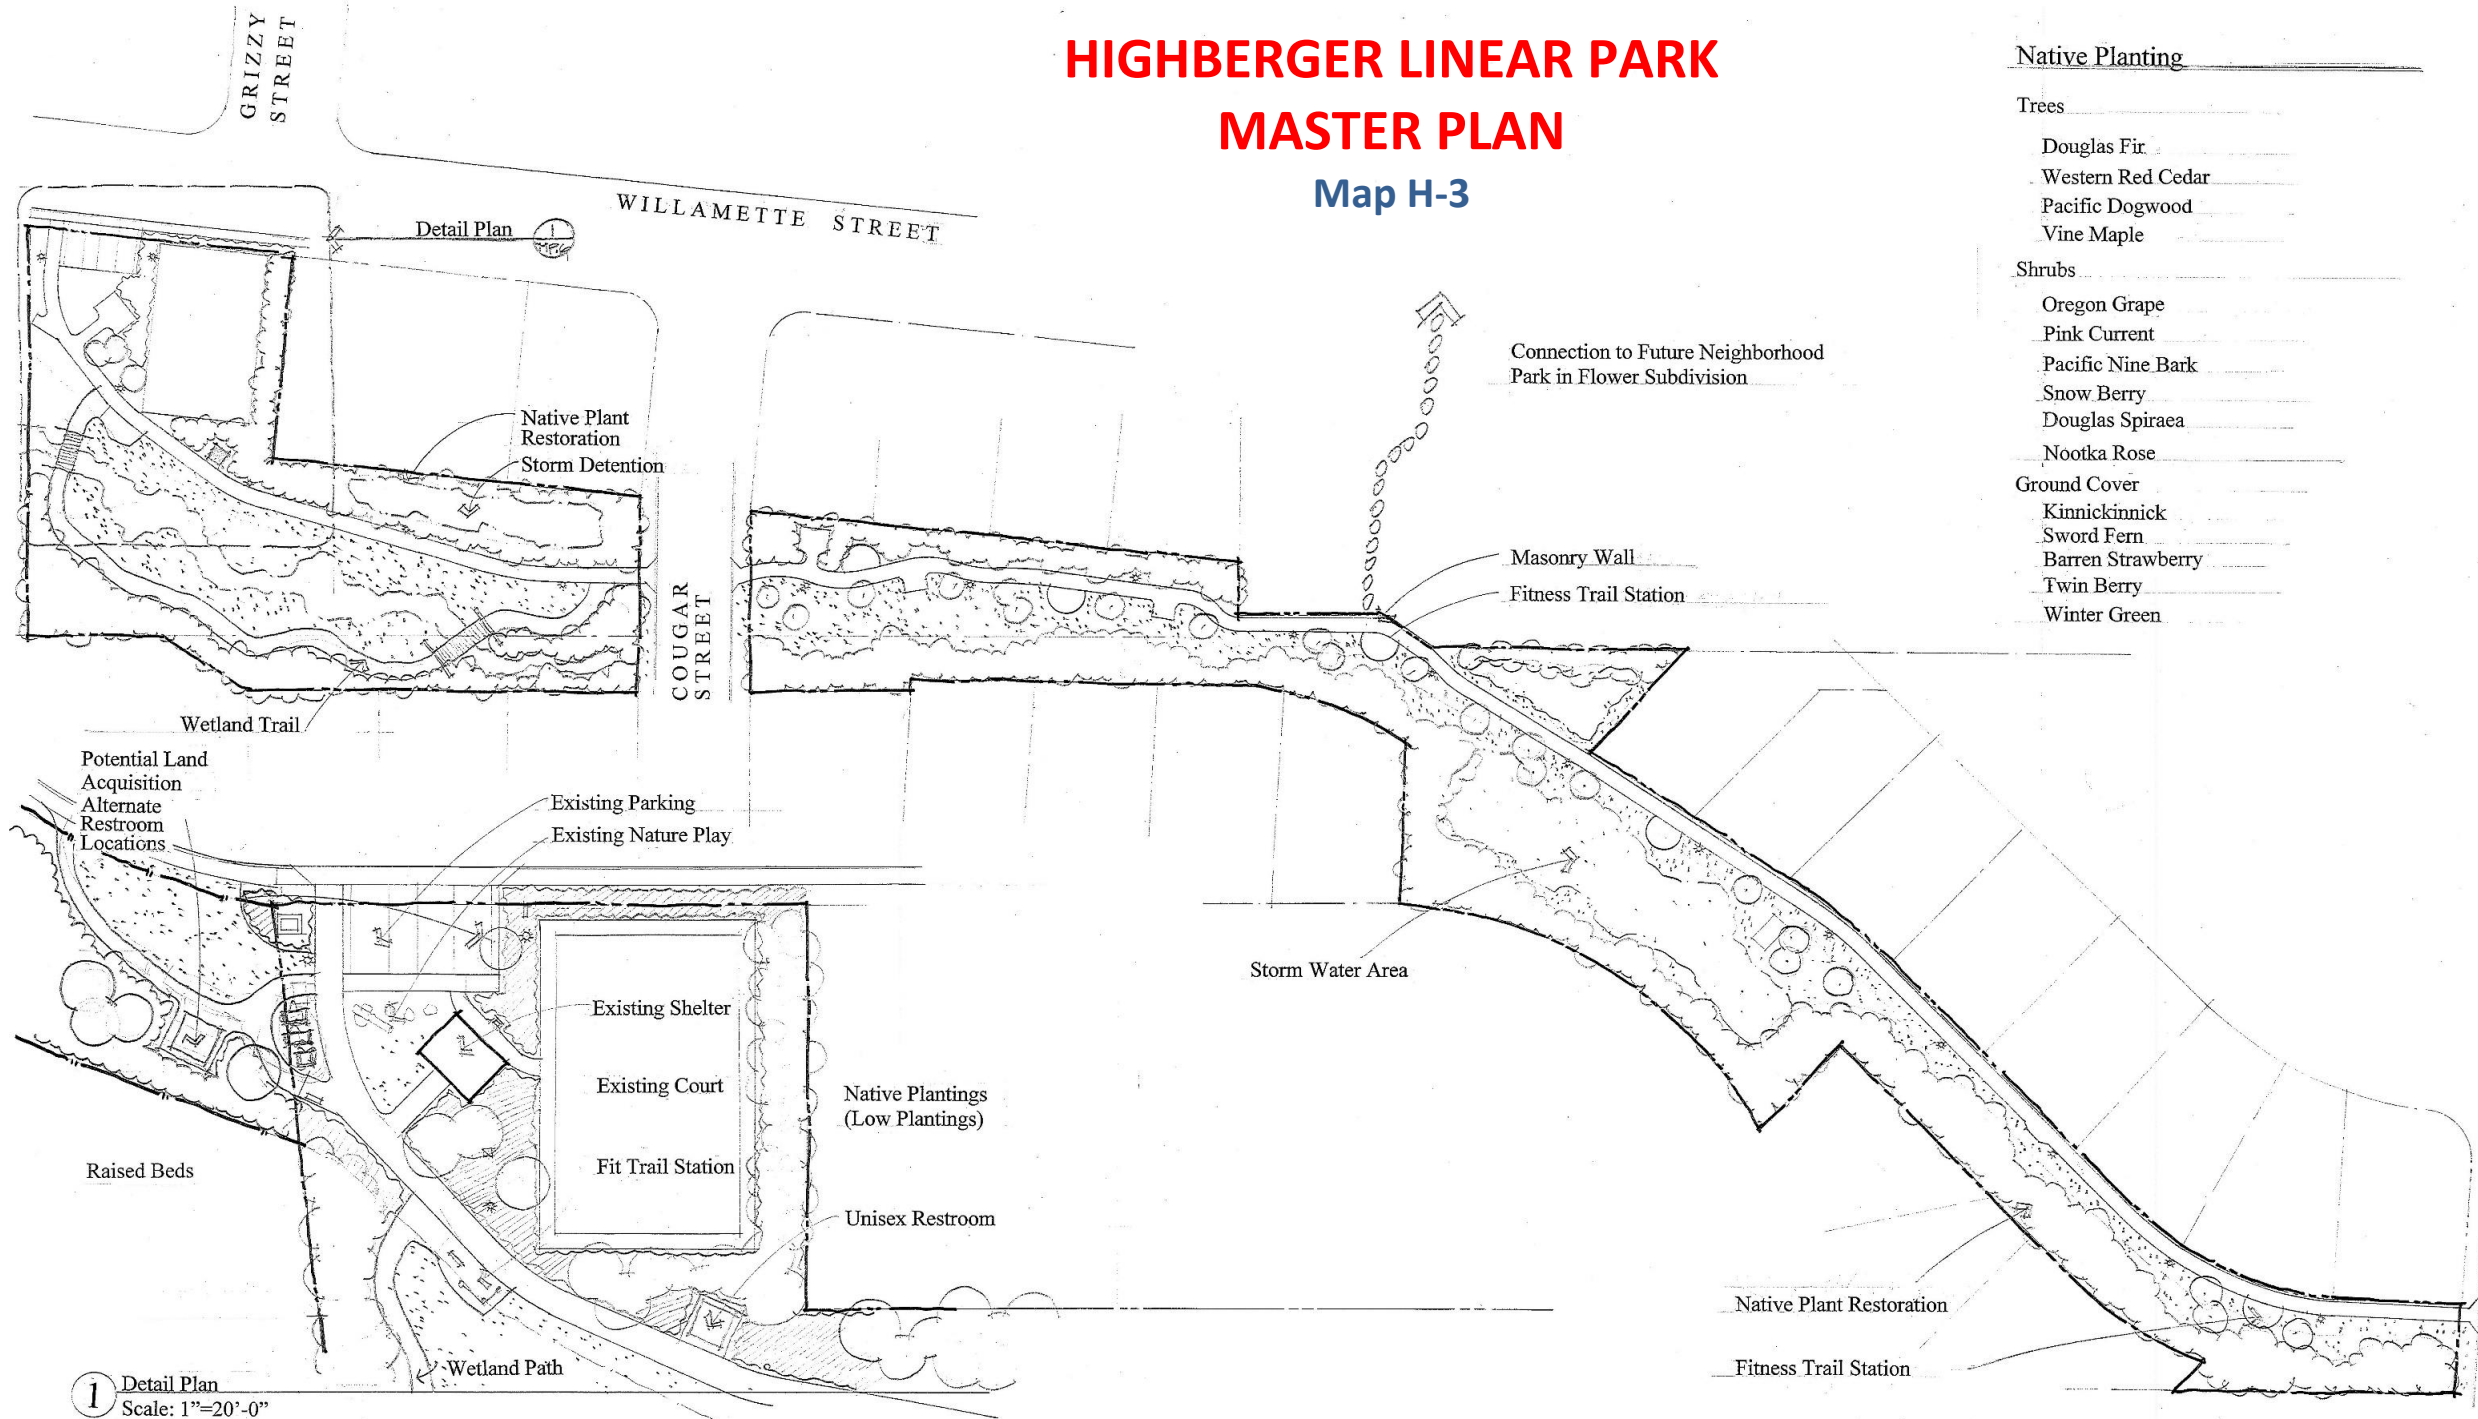 HIGHBERGER LINEAR PARK
MASTER PLAN
Map H-3
GRIZZY
STREET
WILLAMETTE STREET
Detail Plan
1
Native Plant
Restoration
Storm Detention
COUGAR
STREET
Wetland Trail
Connection to Future Neighborhood
Park in Flower Subdivision
Masonry Wall
Fitness Trail Station
Storm Water Area
Native Plant Restoration
Fitness Trail Station
Native Planting
Trees
Douglas Fir
Western Red Cedar
Pacific Dogwood
Vine Maple
Shrubs
Oregon Grape
Pink Current
Pacific Nine Bark
Snow Berry
Douglas Spiraea
Nootka Rose
Ground Cover
Kinnickinnick
Sword Fern
Barren Strawberry
Twin Berry
Winter Green
Potential Land
Acquisition
Alternate
Restroom
Locations
Existing Parking
Existing Nature Play
Existing Shelter
Existing Court
Fit Trail Station
Native Plantings
(Low Plantings)
Unisex Restroom
Raised Beds
Wetland Path
1
Detail Plan
Scale: 1”=20’-0”